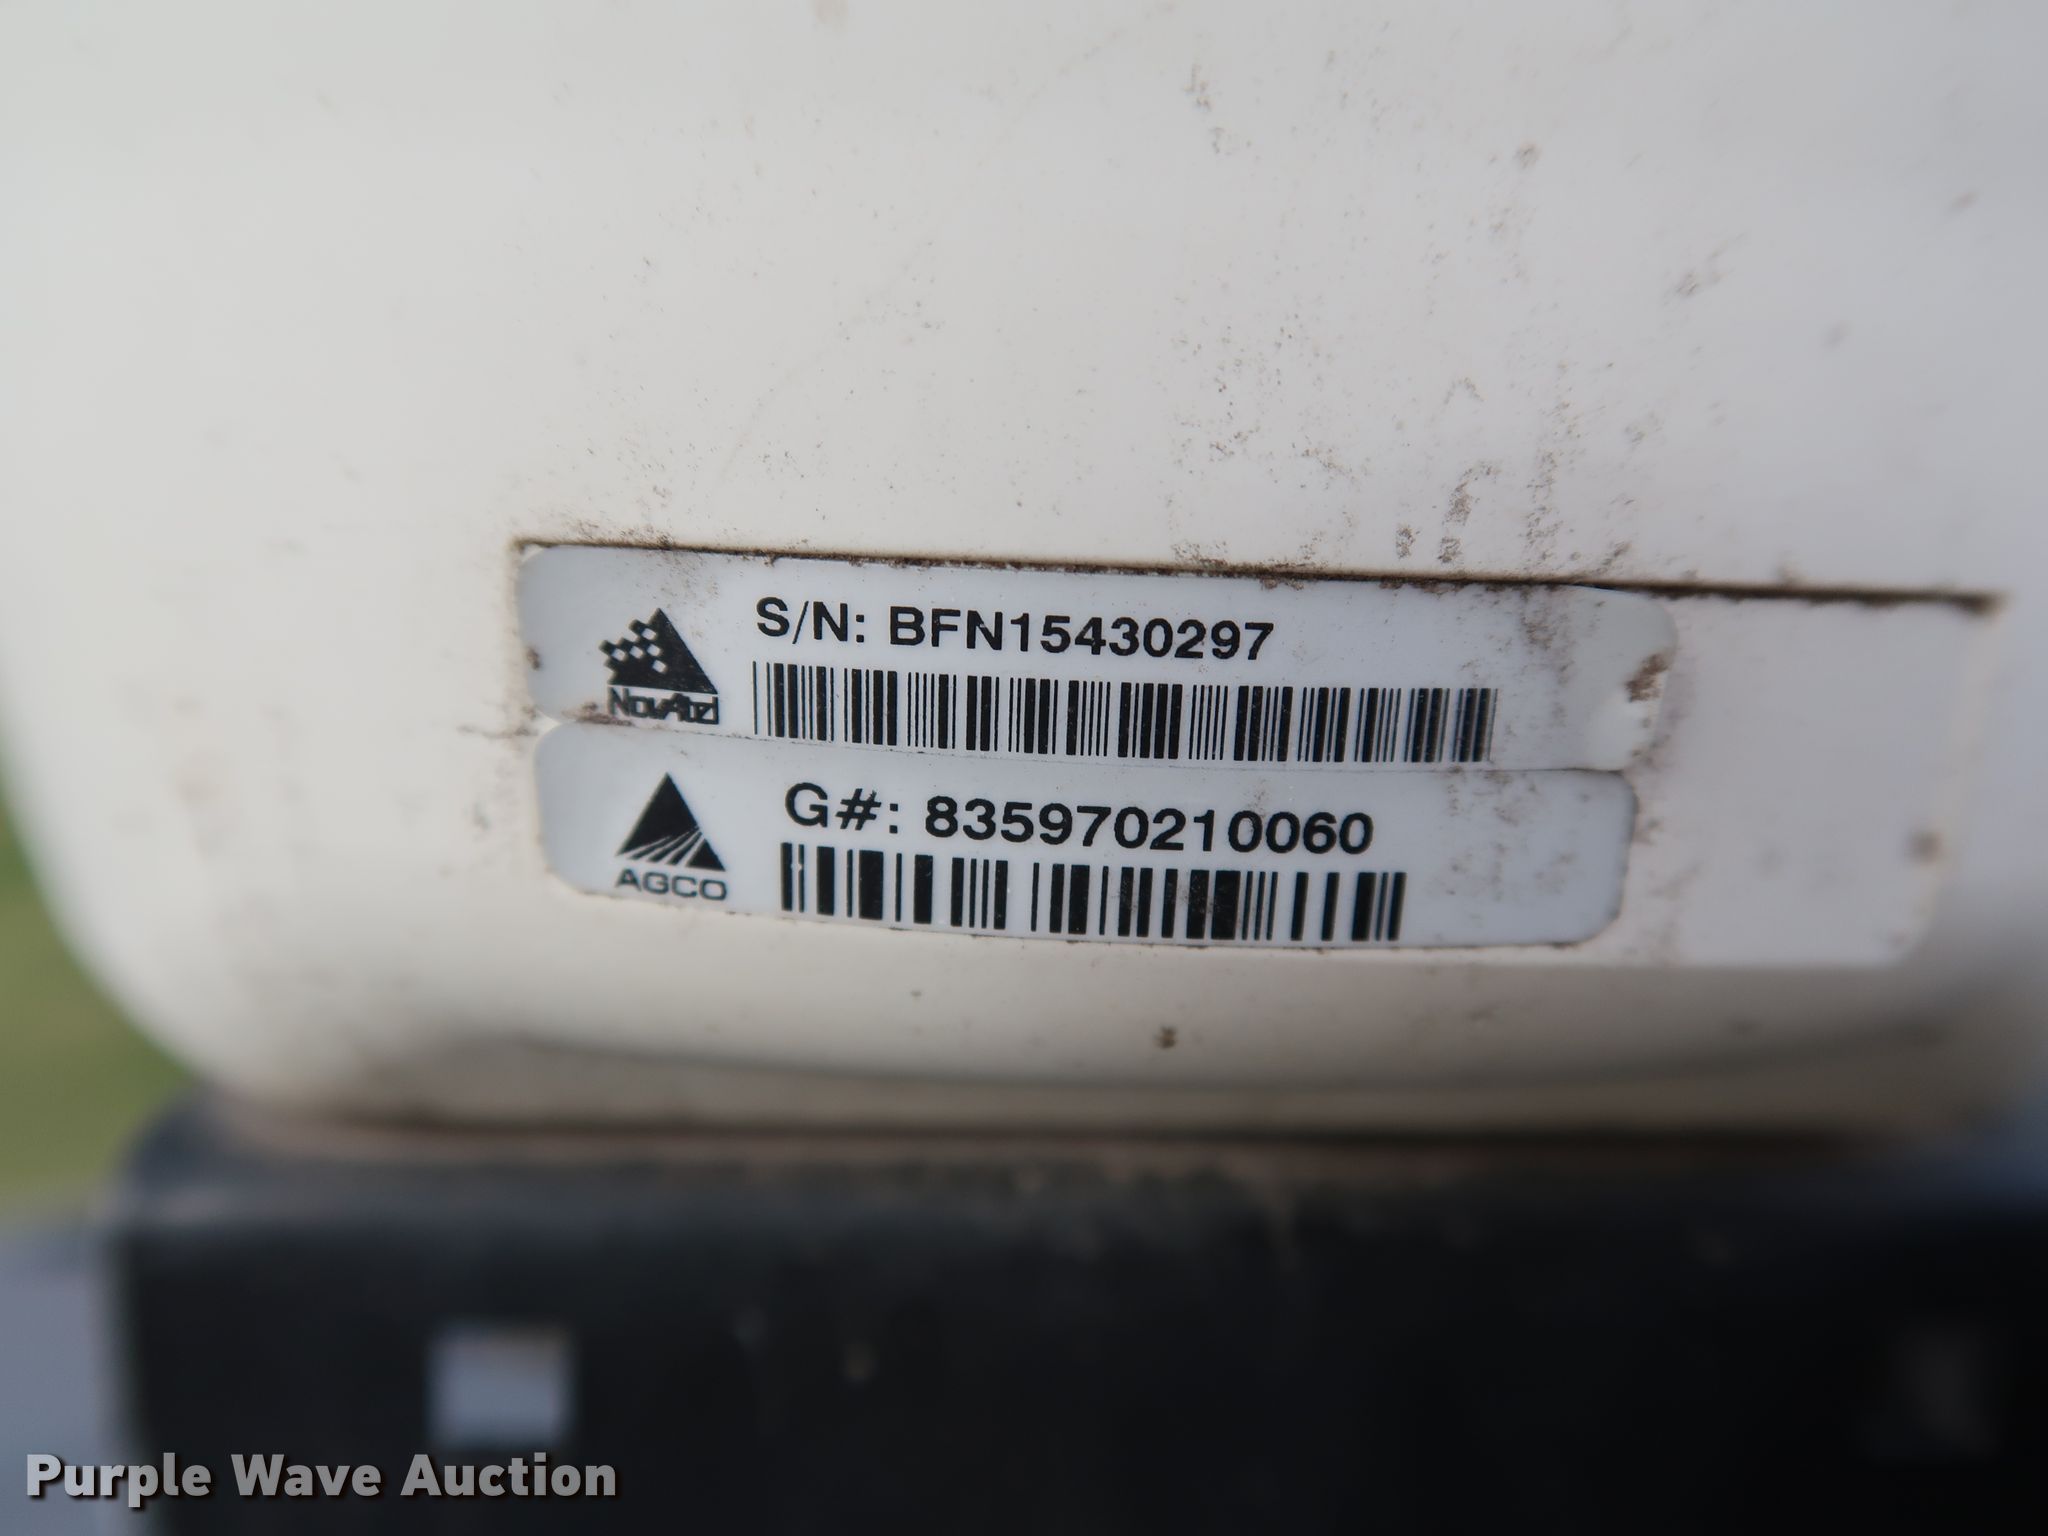 S/N: BFN15430297
NovAtel
G#: 835970210060
AGCO
Purple Wave Auction